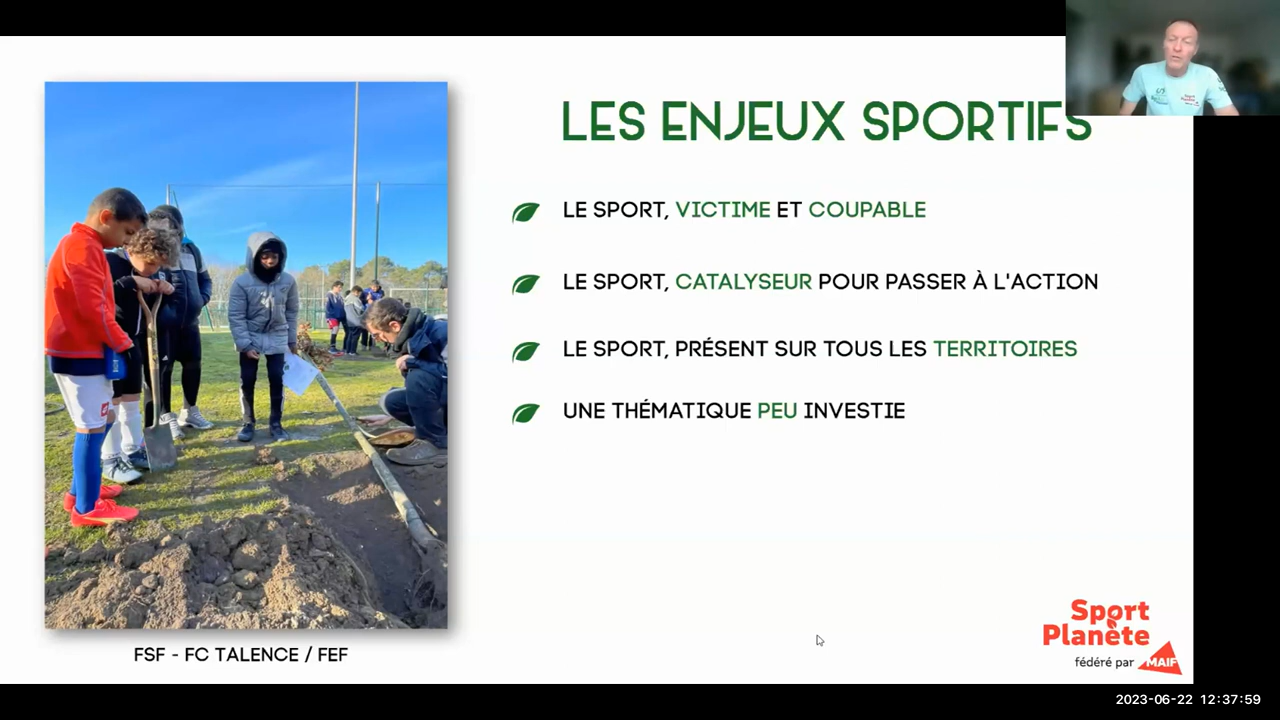 LES ENJEUX SPORTIFS
LE SPORT, VICTIME ET COUPABLE
LE SPORT, CATALYSEUR POUR PASSER À L'ACTION
LE SPORT, PRÉSENT SUR TOUS LES TERRITOIRES
UNE THÉMATIQUE PEU INVESTIE
FSF - FC TALENCE / FEF
Sport
Planète
fédéré par MAIF
2023-06-22 12:37:59